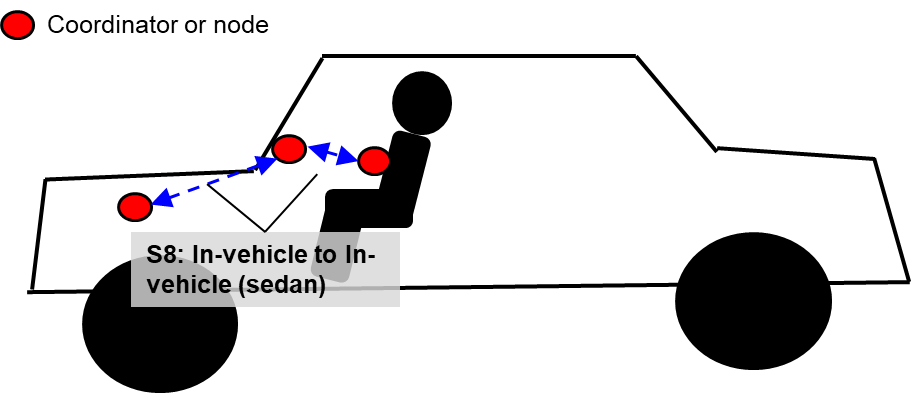 Coordinator or node
S8: In-vehicle to In-
vehicle (sedan)